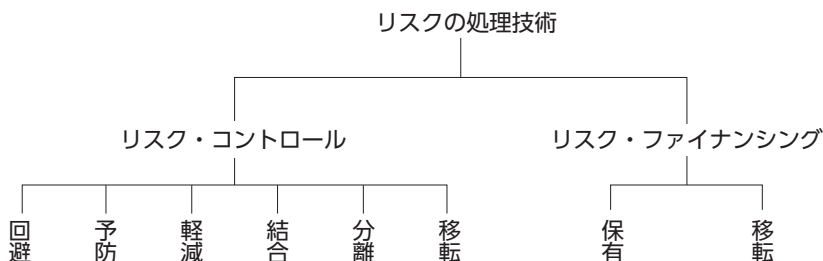 リスクの処理技術
リスク・コントロール
リスク・ファイナンシング
回避
予防
軽減
結合
分離
移転
保有
移転